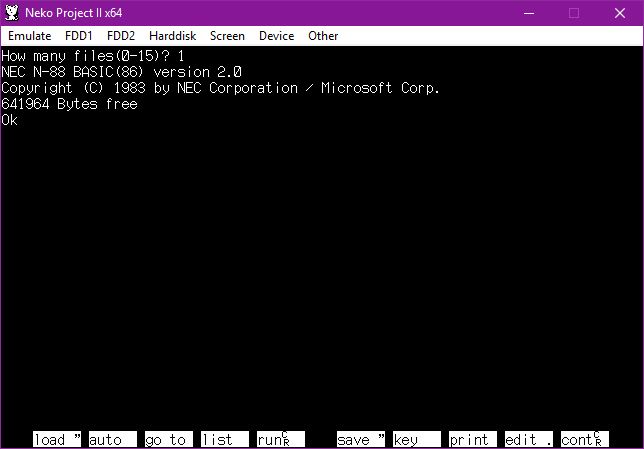 Neko Project II x64
Emulate FDD1 FDD2 Harddisk Screen Device Other
How many files(0-15)? 1
NEC N-88 BASIC(86) version 2.0
Copyright (C) 1983 by NEC Corporation / Microsoft Corp.
641964 Bytes free
Ok
load " auto go to list run␍ save " key print edit . cont␍